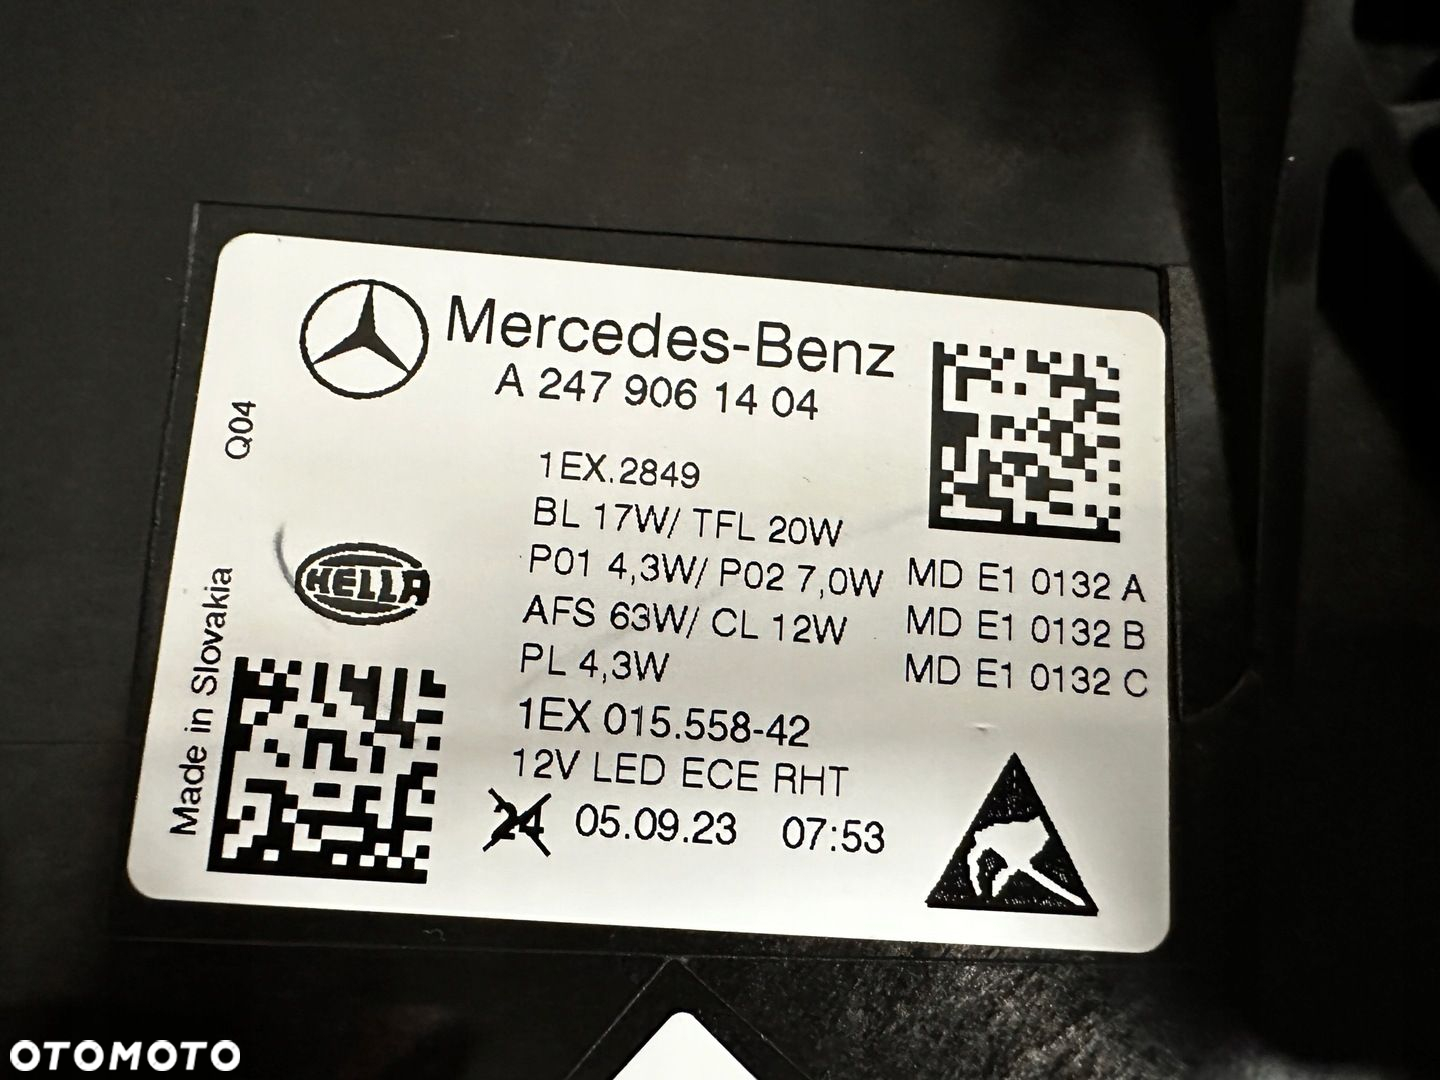 Mercedes-Benz
A 247 906 14 04
Q04
1EX.2849
BL 17W/ TFL 20W
P01 4,3W/ P02 7,0W
AFS 63W/ CL 12W
PL 4,3W
MD E1 0132 A
MD E1 0132 B
MD E1 0132 C
HELLA
Made in Slovakia
1EX 015.558-42
12V LED ECE RHT
24 05.09.23 07:53
OTOMOTO